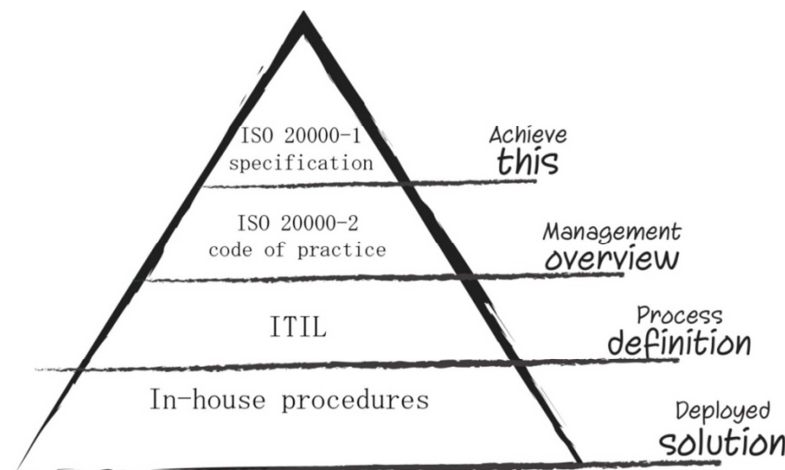 ISO 20000-1
specification
Achieve
this
ISO 20000-2
code of practice
Management
overview
ITIL
Process
definition
In-house procedures
Deployed
solution